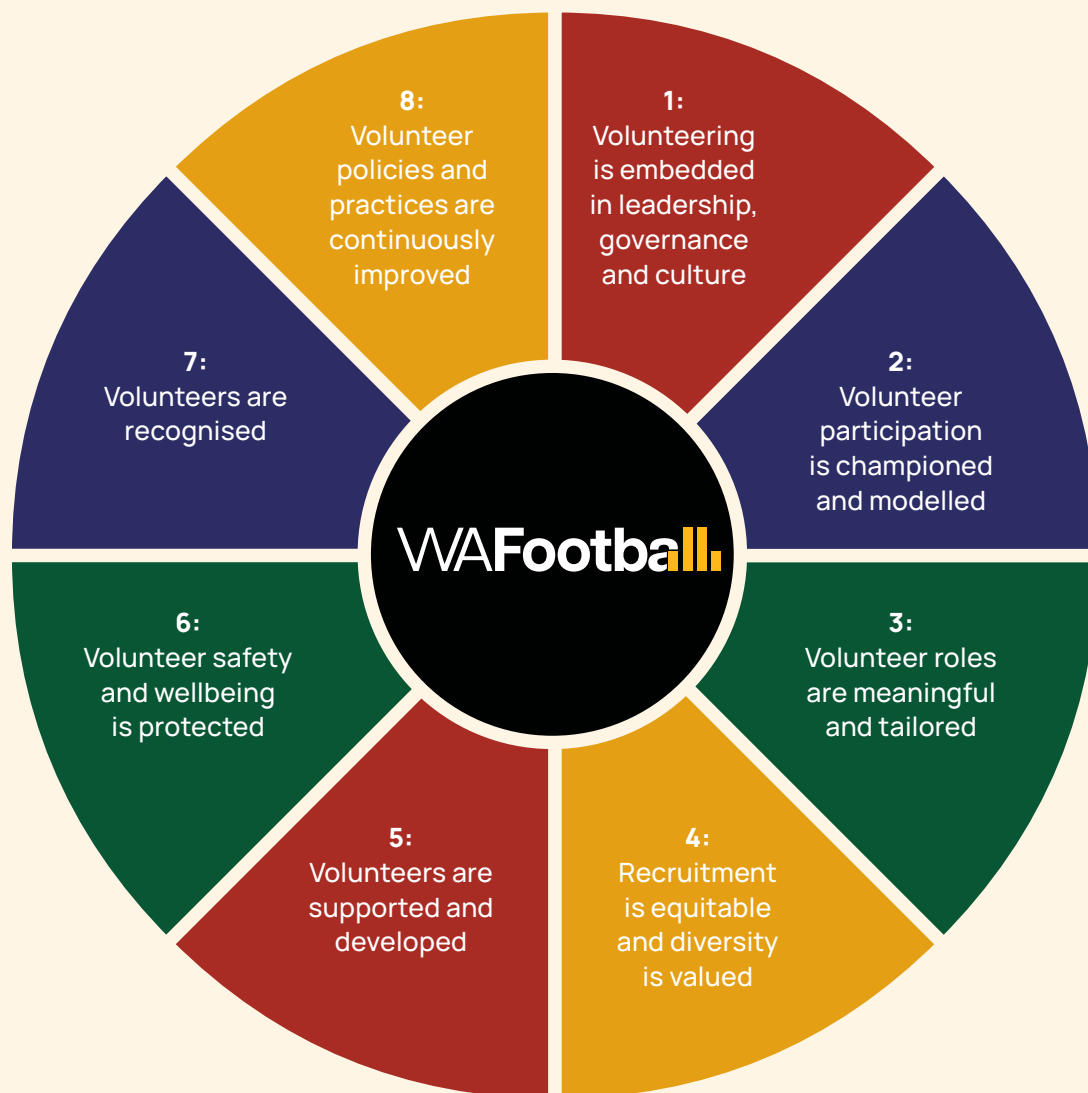 1:
Volunteering
is embedded
in leadership,
governance
and culture
2:
Volunteer
participation
is championed
and modelled
3:
Volunteer roles
are meaningful
and tailored
4:
Recruitment
is equitable
and diversity
is valued
5:
Volunteers are
supported and
developed
6:
Volunteer safety
and wellbeing
is protected
7:
Volunteers are
recognised
8:
Volunteer
policies and
practices are
continuously
improved
WAFootball